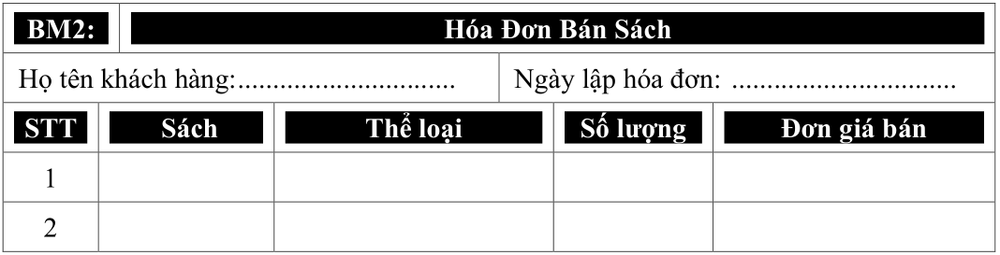 BM2: Hóa Đơn Bán Sách
Họ tên khách hàng:............................... Ngày lập hóa đơn: ................................
STT Sách Thể loại Số lượng Đơn giá bán
1
2